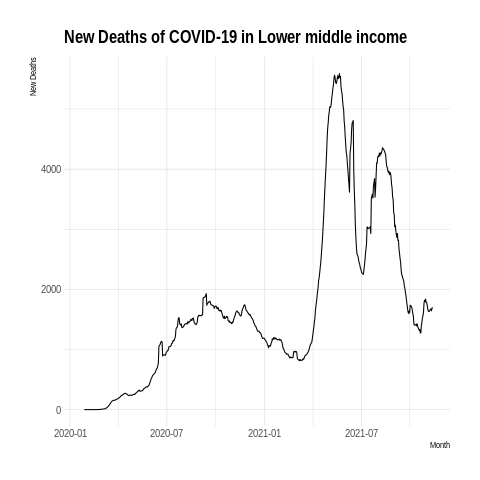 New Deaths of COVID-19 in Lower middle income
New Deaths
4000
2000
0
2020-01 2020-07 2021-01 2021-07
Month